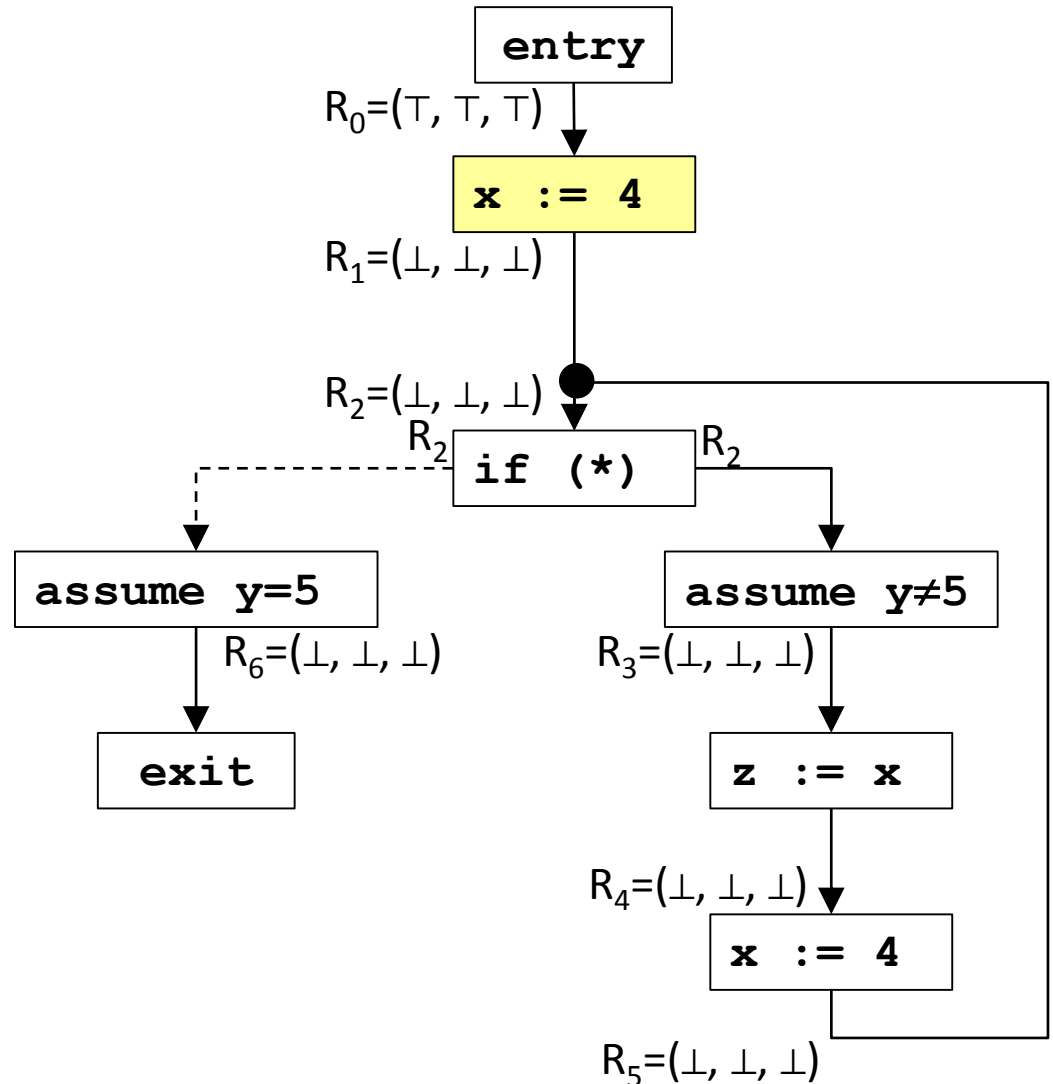 entry
R₀=(⊤, ⊤, ⊤)
x := 4
R₁=(⊥, ⊥, ⊥)
R₂=(⊥, ⊥, ⊥)
R₂
if (*)
R₂
assume y=5
assume y≠5
R₆=(⊥, ⊥, ⊥)
R₃=(⊥, ⊥, ⊥)
exit
z := x
R₄=(⊥, ⊥, ⊥)
x := 4
R₅=(⊥, ⊥, ⊥)